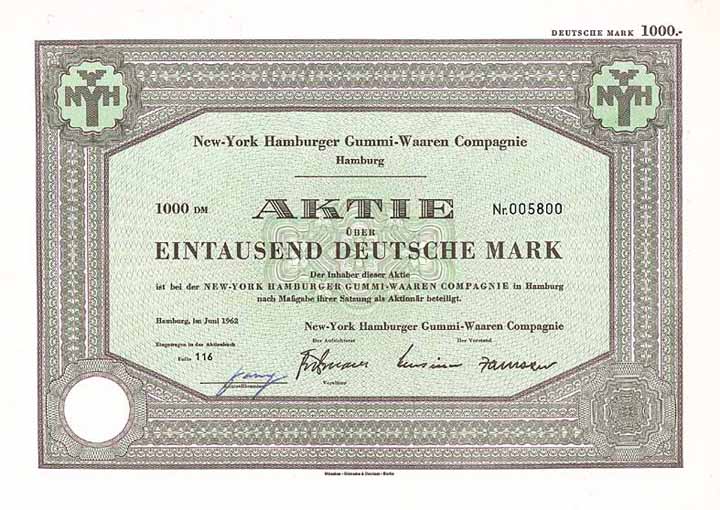 DEUTSCHE MARK 1000.-
NYH NYH
New-York Hamburger Gummi-Waaren Compagnie
Hamburg
1000 DM AKTIE Nr. 005800
ÜBER
EINTAUSEND DEUTSCHE MARK
Der Inhaber dieser Aktie
ist bei der NEW-YORK HAMBURGER GUMMI-WAAREN COMPAGNIE in Hamburg
nach Maßgabe ihrer Satzung als Aktionär beteiligt.
Hamburg, im Juni 1962 New-York Hamburger Gummi-Waaren Compagnie
Eingetragen in das Aktienbuch Der Aufsichtsrat Der Vorstand
Folio 116